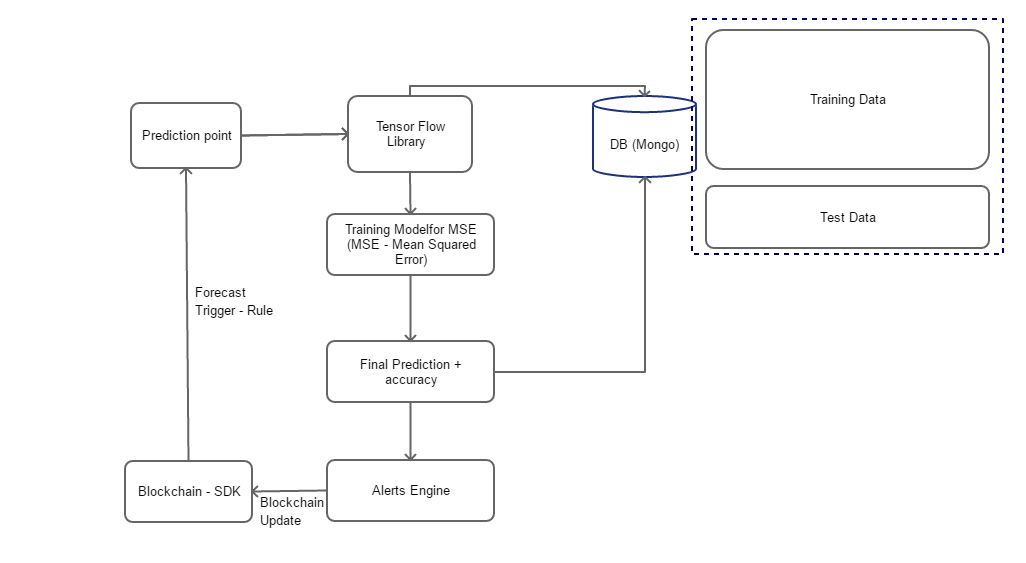 Training Data
Tensor Flow
Library
Prediction point
DB (Mongo)
Test Data
Training Modelfor MSE
(MSE - Mean Squared
Error)
Forecast
Trigger - Rule
Final Prediction +
accuracy
Blockchain - SDK
Alerts Engine
Blockchain
Update